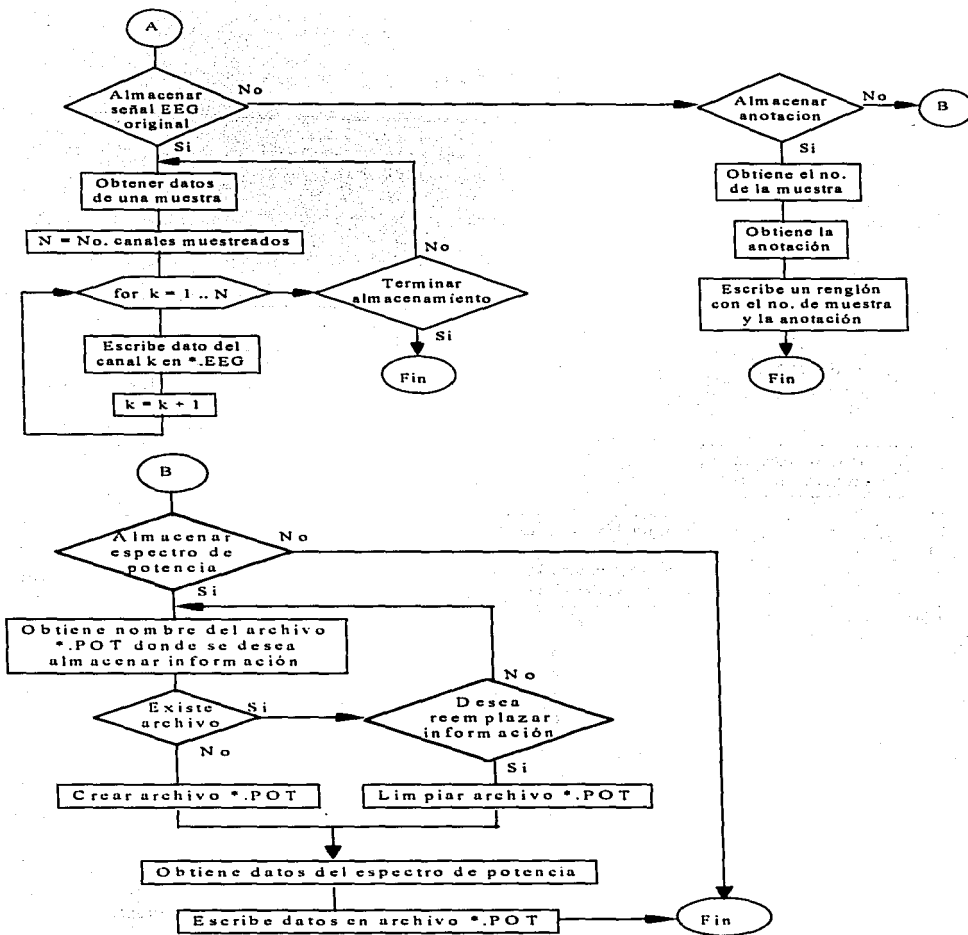 A
Almacenar
señal EEG
original
No
Si
Almacenar
anotacion
No
B
Si
Obtener datos
de una muestra
N = No. canales muestreados
for k = 1 .. N
Escribe dato del
canal k en *.EEG
k = k + 1
No
Terminar
almacenamiento
Si
Fin
Obtiene el no.
de la muestra
Obtiene la
anotación
Escribe un renglón
con el no. de muestra
y la anotación
Fin
B
Almacenar
espectro de
potencia
No
Si
Obtiene nombre del archivo
*.POT donde se desea
almacenar información
Existe
archivo
Si
No
No
Desea
reemplazar
información
Si
Crear archivo *.POT
Limpiar archivo *.POT
Obtiene datos del espectro de potencia
Escribe datos en archivo *.POT
Fin